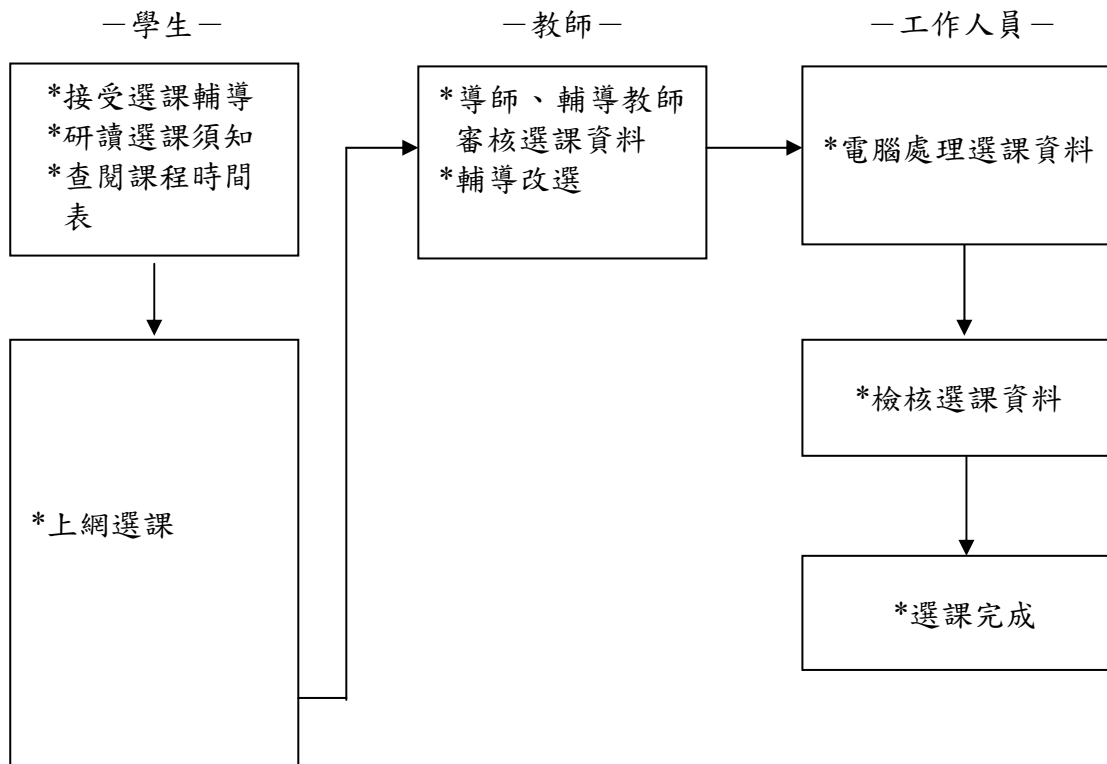 －學生－
*接受選課輔導
*研讀選課須知
*查閱課程時間
表
*上網選課
－教師－
*導師、輔導教師
審核選課資料
*輔導改選
－工作人員－
*電腦處理選課資料
*檢核選課資料
*選課完成